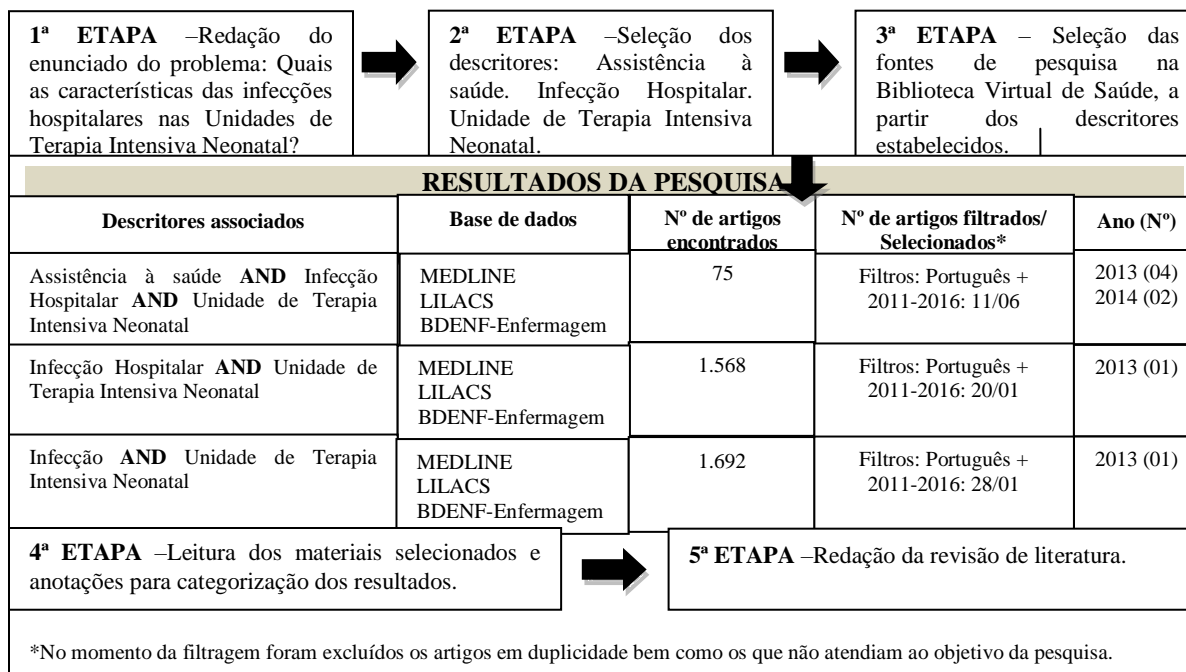 1ª ETAPA –Redação do
enunciado do problema: Quais
as características das infecções
hospitalares nas Unidades de
Terapia Intensiva Neonatal?
2ª ETAPA –Seleção dos
descritores: Assistência à
saúde. Infecção Hospitalar.
Unidade de Terapia Intensiva
Neonatal.
3ª ETAPA – Seleção das
fontes de pesquisa na
Biblioteca Virtual de Saúde, a
partir dos descritores
estabelecidos.
RESULTADOS DA PESQUISA
Descritores associados
Base de dados
Nº de artigos
encontrados
Nº de artigos filtrados/
Selecionados*
Ano (Nº)
Assistência à saúde AND Infecção
Hospitalar AND Unidade de Terapia
Intensiva Neonatal
MEDLINE
LILACS
BDENF-Enfermagem
75
Filtros: Português +
2011-2016: 11/06
2013 (04)
2014 (02)
Infecção Hospitalar AND Unidade de
Terapia Intensiva Neonatal
MEDLINE
LILACS
BDENF-Enfermagem
1.568
Filtros: Português +
2011-2016: 20/01
2013 (01)
Infecção AND Unidade de Terapia
Intensiva Neonatal
MEDLINE
LILACS
BDENF-Enfermagem
1.692
Filtros: Português +
2011-2016: 28/01
2013 (01)
4ª ETAPA –Leitura dos materiais selecionados e
anotações para categorização dos resultados.
5ª ETAPA –Redação da revisão de literatura.
*No momento da filtragem foram excluídos os artigos em duplicidade bem como os que não atendiam ao objetivo da pesquisa.